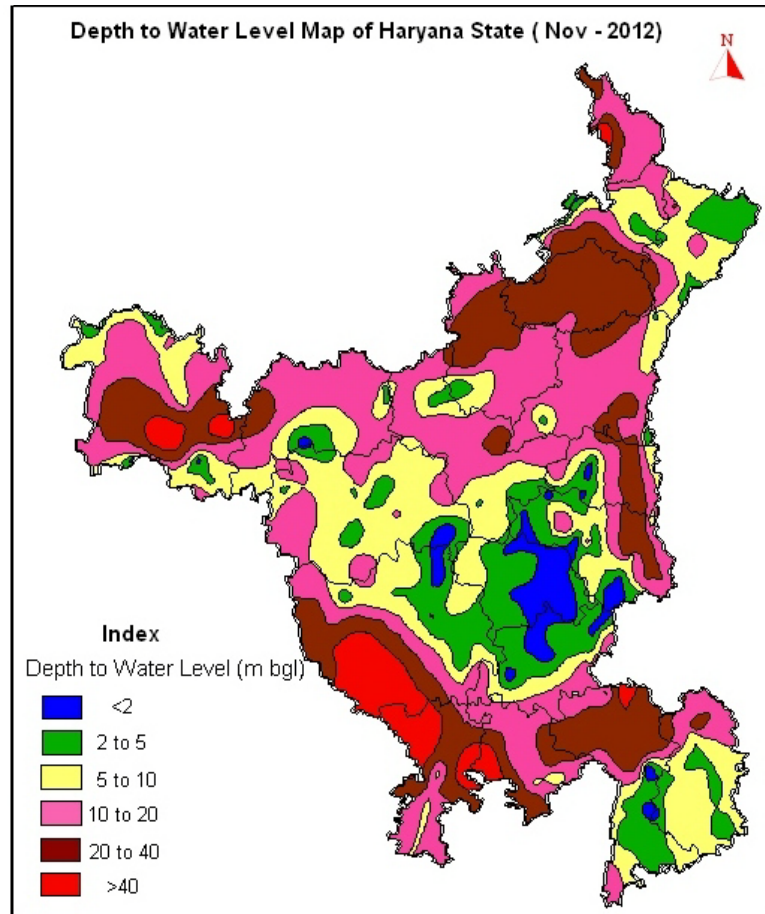 Depth to Water Level Map of Haryana State ( Nov - 2012)
N
Index
Depth to Water Level (m bgl)
<2
2 to 5
5 to 10
10 to 20
20 to 40
>40